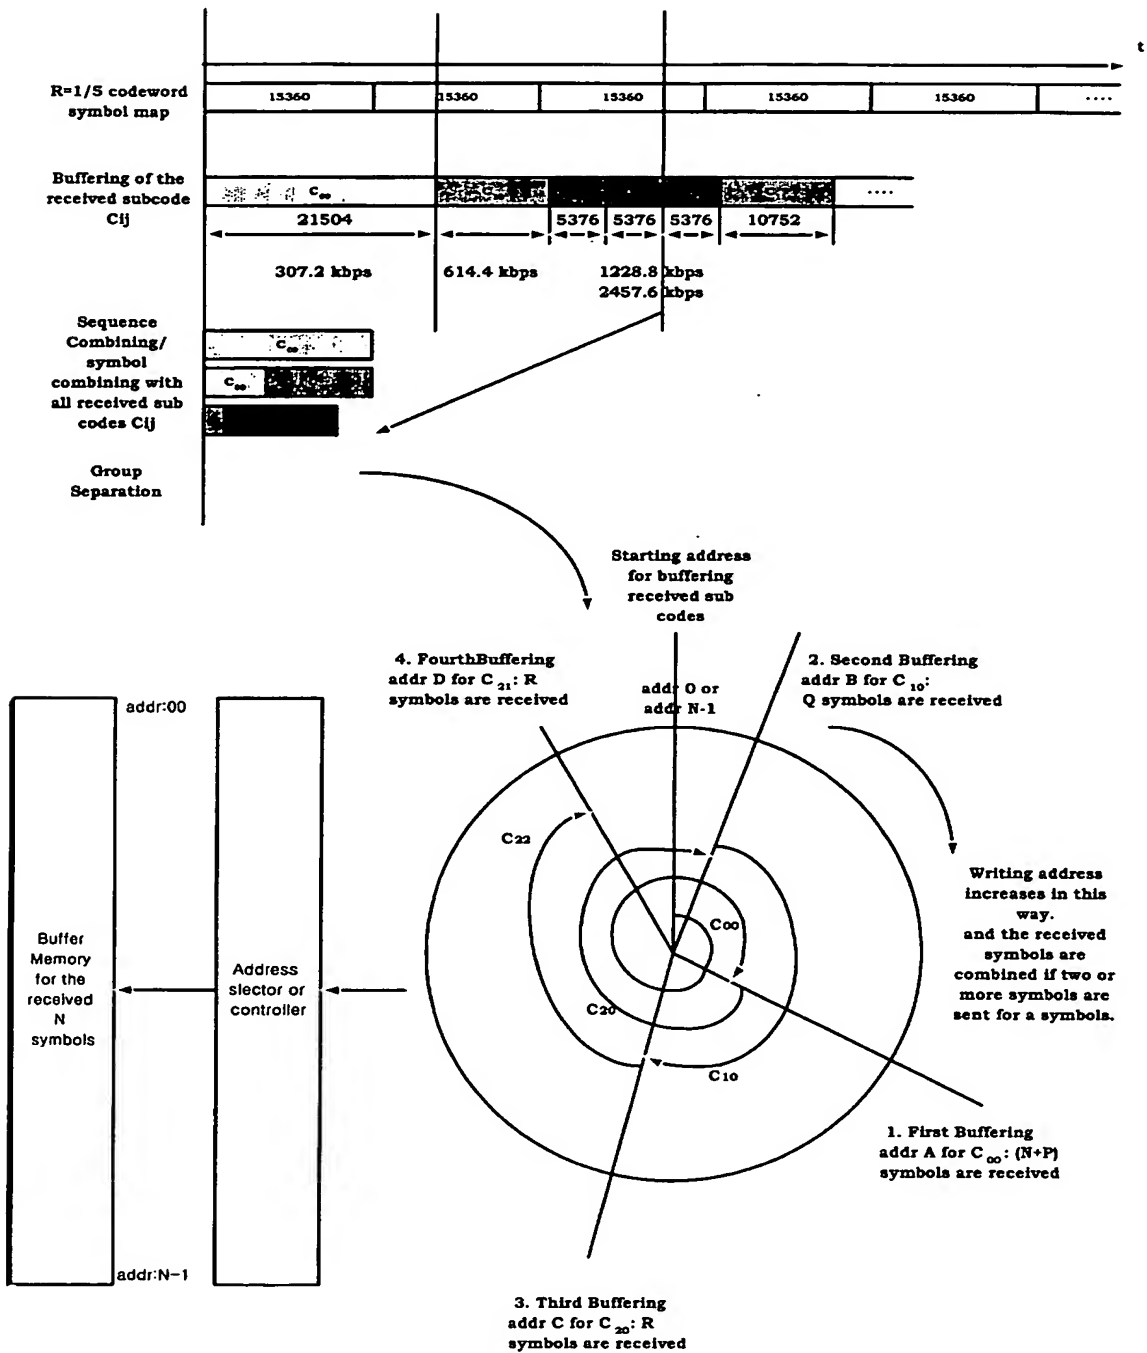 t
R=1/5 codeword
symbol map
15360 15360 15360 15360 15360 ....
Buffering of the
received subcode
Cij
C00 ....
21504 5376 5376 5376 10752
307.2 kbps 614.4 kbps 1228.8 kbps
2457.6 kbps
Sequence
Combining/
symbol
combining with
all received sub
codes Cij
C00
C00
Group
Separation
Starting address
for buffering
received sub
codes
addr 0 or
addr N-1
4. FourthBuffering
addr D for C21: R
symbols are received
2. Second Buffering
addr B for C10:
Q symbols are received
addr:00
Buffer
Memory
for the
received
N
symbols
addr:N-1
Address
slector or
controller
C22
C00
C20
C10
Writing address
increases in this
way.
and the received
symbols are
combined if two or
more symbols are
sent for a symbols.
1. First Buffering
addr A for C00: (N+P)
symbols are received
3. Third Buffering
addr C for C20: R
symbols are received